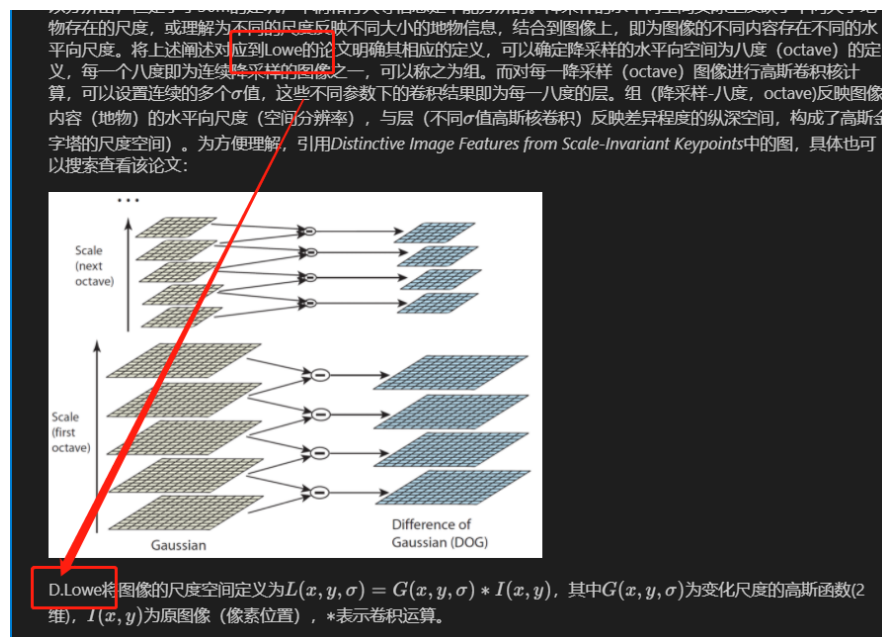 物存在的尺度，或理解为不同的尺度反映不同大小的地物信息，结合到图像上，即为图像的不同内容存在不同的水
平向尺度。将上述阐述对应到Lowe的论文明确其相应的定义，可以确定降采样的水平向空间为八度（octave）的定
义，每一个八度即为连续降采样的图像之一，可以称之为组。而对每一降采样（octave）图像进行高斯卷积核计
算，可以设置连续的多个σ值，这些不同参数下的卷积结果即为每一八度的层。组（降采样-八度，octave)反映图像
内容（地物）的水平向尺度（空间分辨率），与层（不同σ值高斯核卷积）反映差异程度的纵深空间，构成了高斯金
字塔的尺度空间）。为方便理解，引用Distinctive Image Features from Scale-Invariant Keypoints中的图，具体也可
以搜索查看该论文：
Scale
(next
octave)
Scale
(first
octave)
Gaussian
Difference of
Gaussian (DOG)
D.Lowe将图像的尺度空间定义为L(x, y, σ) = G(x, y, σ) * I(x, y)，其中G(x, y, σ)为变化尺度的高斯函数(2
维)，I(x, y)为原图像（像素位置），*表示卷积运算。